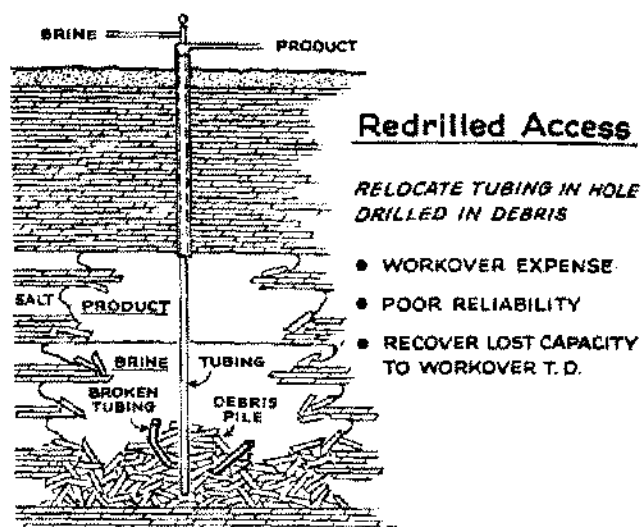 BRINE
PRODUCT
Redrilled Access
RELOCATE TUBING IN HOLE
DRILLED IN DEBRIS
• WORKOVER EXPENSE
• POOR RELIABILITY
• RECOVER LOST CAPACITY
TO WORKOVER T.D.
SALT
PRODUCT
BRINE
TUBING
BROKEN
TUBING
DEBRIS
PILE